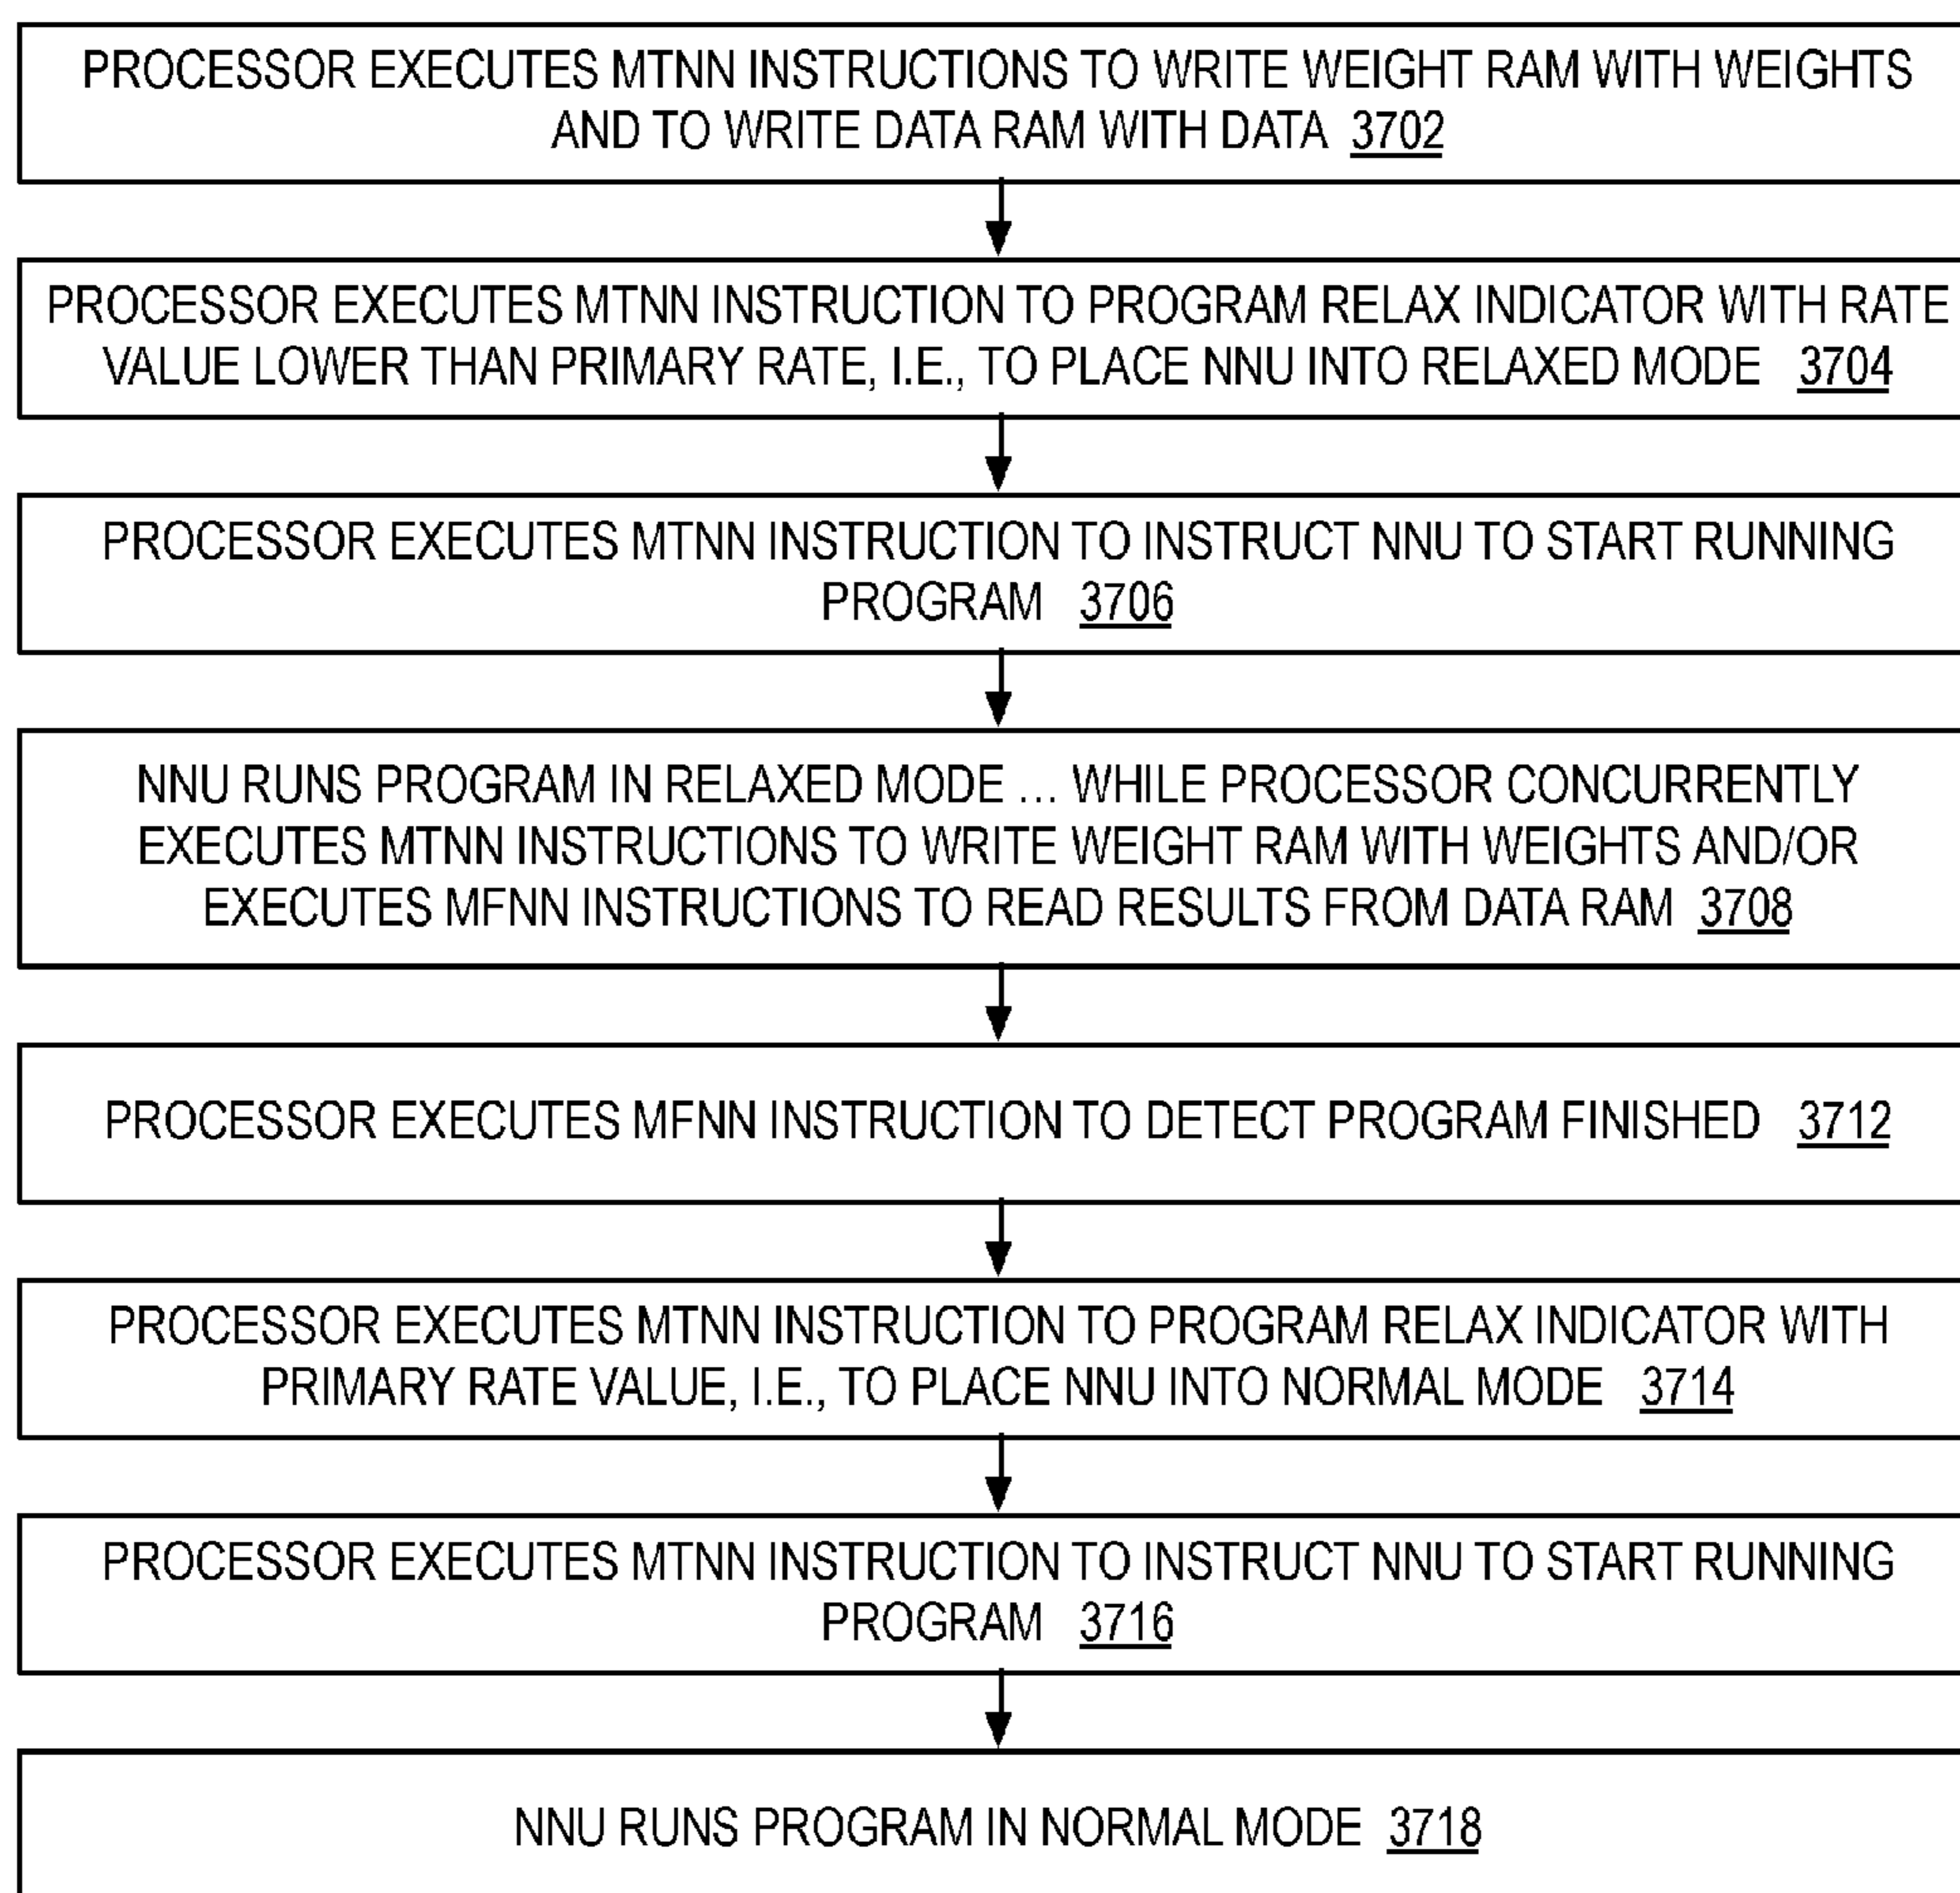 PROCESSOR EXECUTES MTNN INSTRUCTIONS TO WRITE WEIGHT RAM WITH WEIGHTS
AND TO WRITE DATA RAM WITH DATA 3702
PROCESSOR EXECUTES MTNN INSTRUCTION TO PROGRAM RELAX INDICATOR WITH RATE
VALUE LOWER THAN PRIMARY RATE, I.E., TO PLACE NNU INTO RELAXED MODE 3704
PROCESSOR EXECUTES MTNN INSTRUCTION TO INSTRUCT NNU TO START RUNNING
PROGRAM 3706
NNU RUNS PROGRAM IN RELAXED MODE ... WHILE PROCESSOR CONCURRENTLY
EXECUTES MTNN INSTRUCTIONS TO WRITE WEIGHT RAM WITH WEIGHTS AND/OR
EXECUTES MFNN INSTRUCTIONS TO READ RESULTS FROM DATA RAM 3708
PROCESSOR EXECUTES MFNN INSTRUCTION TO DETECT PROGRAM FINISHED 3712
PROCESSOR EXECUTES MTNN INSTRUCTION TO PROGRAM RELAX INDICATOR WITH
PRIMARY RATE VALUE, I.E., TO PLACE NNU INTO NORMAL MODE 3714
PROCESSOR EXECUTES MTNN INSTRUCTION TO INSTRUCT NNU TO START RUNNING
PROGRAM 3716
NNU RUNS PROGRAM IN NORMAL MODE 3718